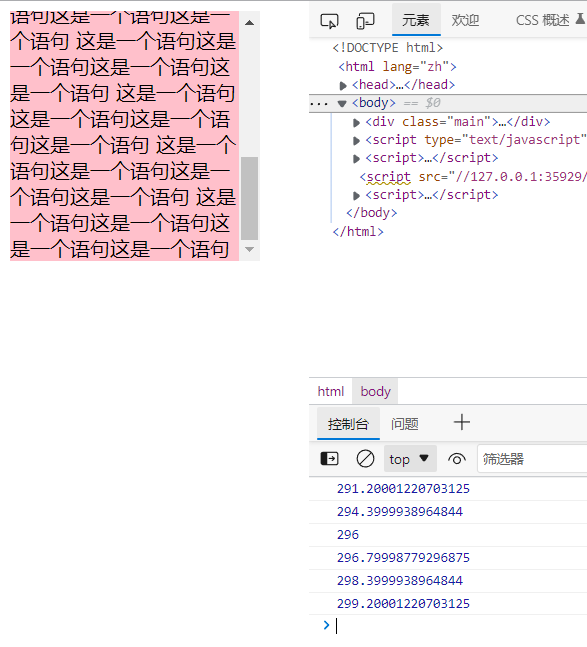 语句这是一个语句这是一
个语句 这是一个语句这是
一个语句这是一个语句这
是一个语句 这是一个语句
这是一个语句这是一个语
句这是一个语句 这是一个
语句这是一个语句这是一
个语句这是一个语句 这是
一个语句这是一个语句这
是一个语句这是一个语句
元素 欢迎 CSS 概述
<!DOCTYPE html>
<html lang="zh">
<head>…</head>
<body> == $0
<div class="main">…</div>
<script type="text/javascript"
<script>…</script>
<script src="//127.0.0.1:35929/
<script>…</script>
</body>
</html>
html body
控制台 问题
top 筛选器
291.20001220703125
294.3999938964844
296
296.79998779296875
298.3999938964844
299.20001220703125